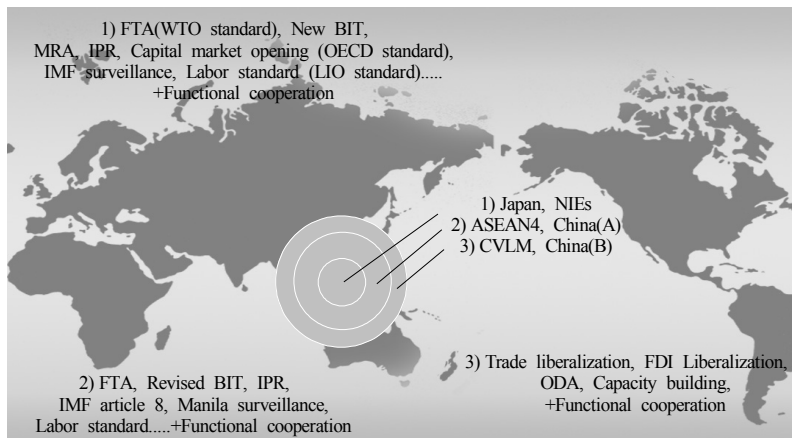 1) FTA(WTO standard), New BIT,
MRA, IPR, Capital market opening (OECD standard),
IMF surveillance, Labor standard (LIO standard).....
+Functional cooperation
1) Japan, NIEs
2) ASEAN4, China(A)
3) CVLM, China(B)
2) FTA, Revised BIT, IPR,
IMF article 8, Manila surveillance,
Labor standard.....+Functional cooperation
3) Trade liberalization, FDI Liberalization,
ODA, Capacity building,
+Functional cooperation